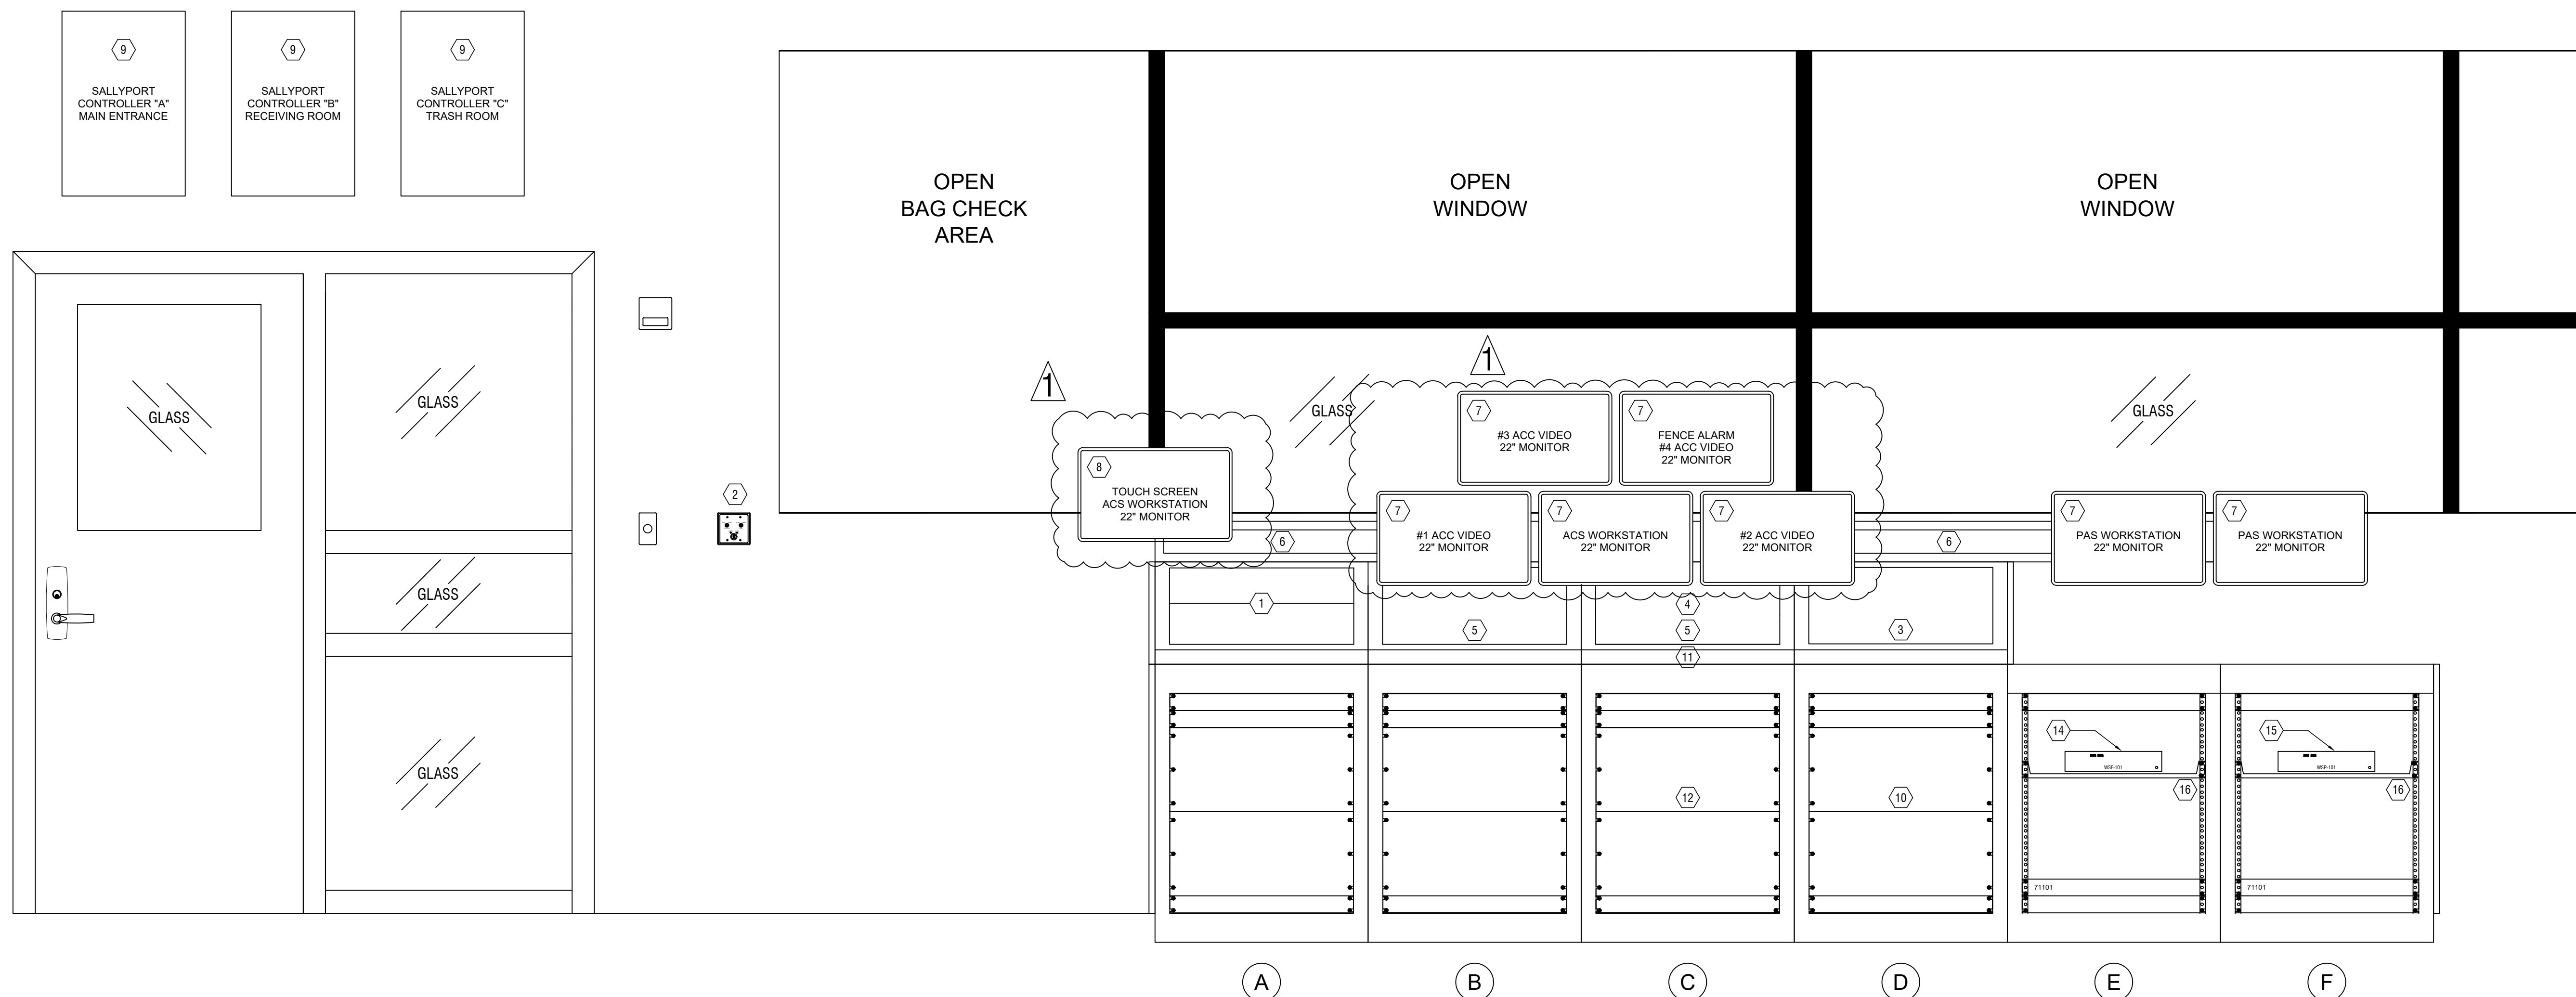 9
SALLYPORT
CONTROLLER "A"
MAIN ENTRANCE
9
SALLYPORT
CONTROLLER "B"
RECEIVING ROOM
9
SALLYPORT
CONTROLLER "C"
TRASH ROOM
OPEN
BAG CHECK
AREA
OPEN
WINDOW
OPEN
WINDOW
GLASS
GLASS
GLASS
GLASS
2
1
1
GLASS
GLASS
8
TOUCH SCREEN
ACS WORKSTATION
22" MONITOR
7
#3 ACC VIDEO
22" MONITOR
7
FENCE ALARM
#4 ACC VIDEO
22" MONITOR
7
#1 ACC VIDEO
22" MONITOR
7
ACS WORKSTATION
22" MONITOR
7
#2 ACC VIDEO
22" MONITOR
7
PAS WORKSTATION
22" MONITOR
7
PAS WORKSTATION
22" MONITOR
6
6
1
5
4
5
3
11
12
10
14
WSF-101
16
71101
15
WSP-101
16
71101
A
B
C
D
E
F